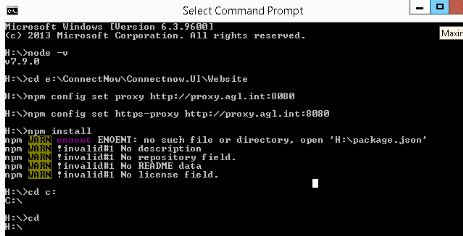 Select Command Prompt
Microsoft Windows [Version 6.3.9600]
(c) 2013 Microsoft Corporation. All rights reserved.
H:\>node -v
v7.9.0
H:\>cd e:\ConnectNow\Connectnow.UI\Website
H:\>npm config set proxy http://proxy.agl.int:8080
H:\>npm config set https-proxy http://proxy.agl.int:8080
H:\>npm install
npm WARN enoent ENOENT: no such file or directory, open 'H:\package.json'
npm WARN !invalid#1 No description
npm WARN !invalid#1 No repository field.
npm WARN !invalid#1 No README data
npm WARN !invalid#1 No license field.
H:\>cd c:
C:\
H:\>cd
H:\
Maxin